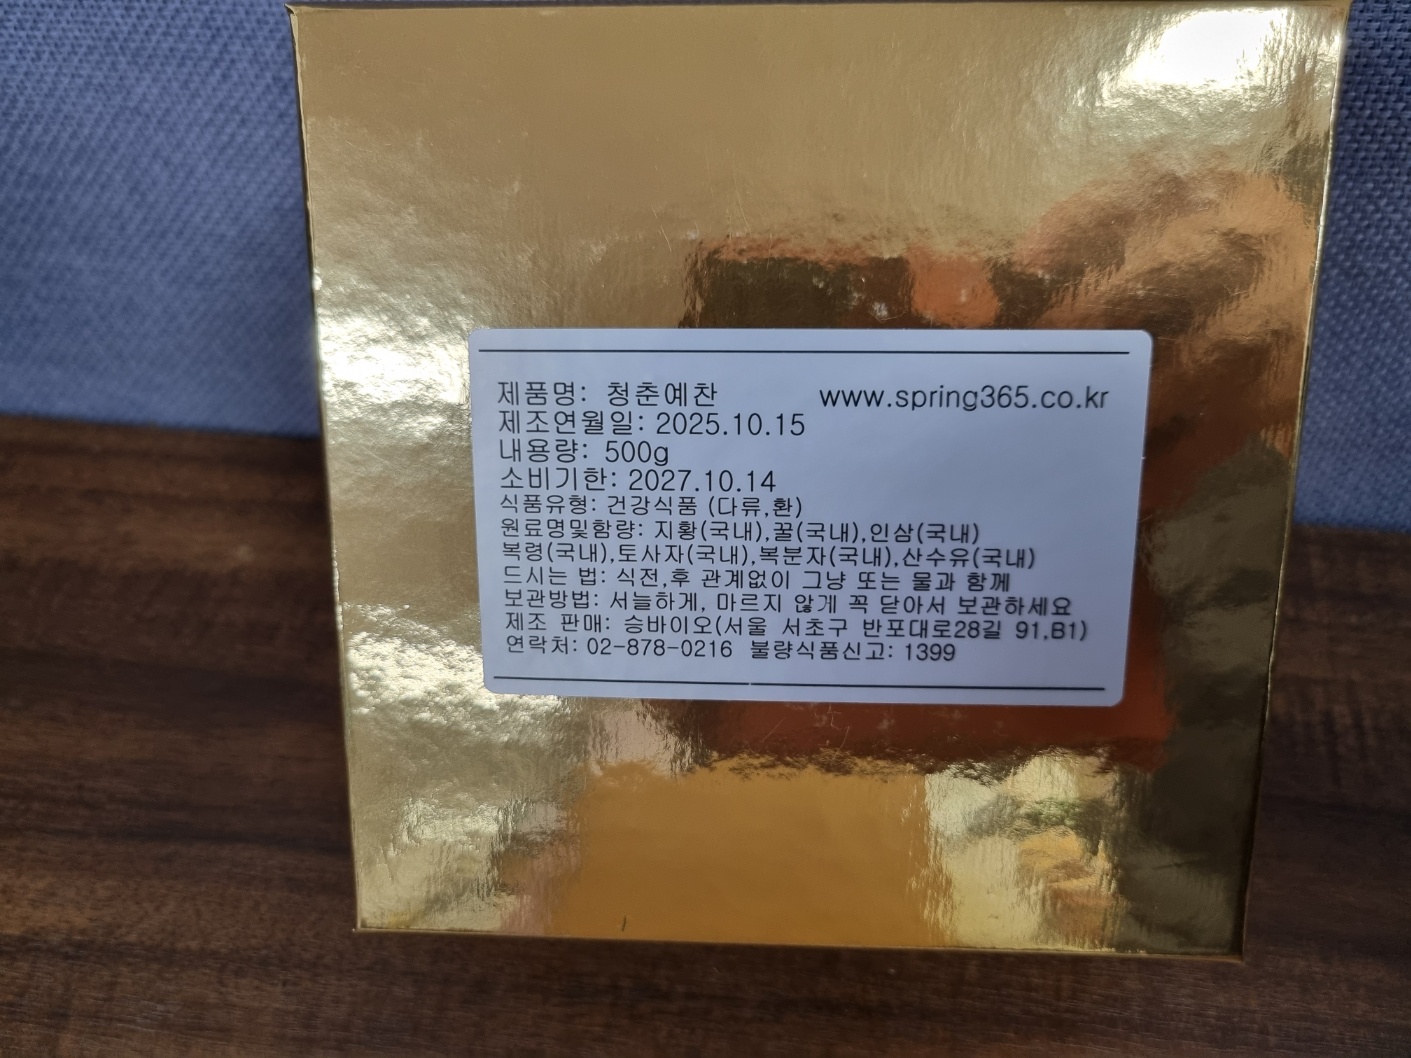 제품명: 청춘예찬 www.spring365.co.kr
제조연월일: 2025.10.15
내용량: 500g
소비기한: 2027.10.14
식품유형: 건강식품 (다류,환)
원료명및함량: 지황(국내),꿀(국내),인삼(국내)
복령(국내),토사자(국내),복분자(국내),산수유(국내)
드시는 법: 식전,후 관계없이 그냥 또는 물과 함께
보관방법: 서늘하게, 마르지 않게 꼭 닫아서 보관하세요
제조 판매: 승바이오(서울 서초구 반포대로28길 91,B1)
연락처: 02-878-0216 불량식품신고: 1399